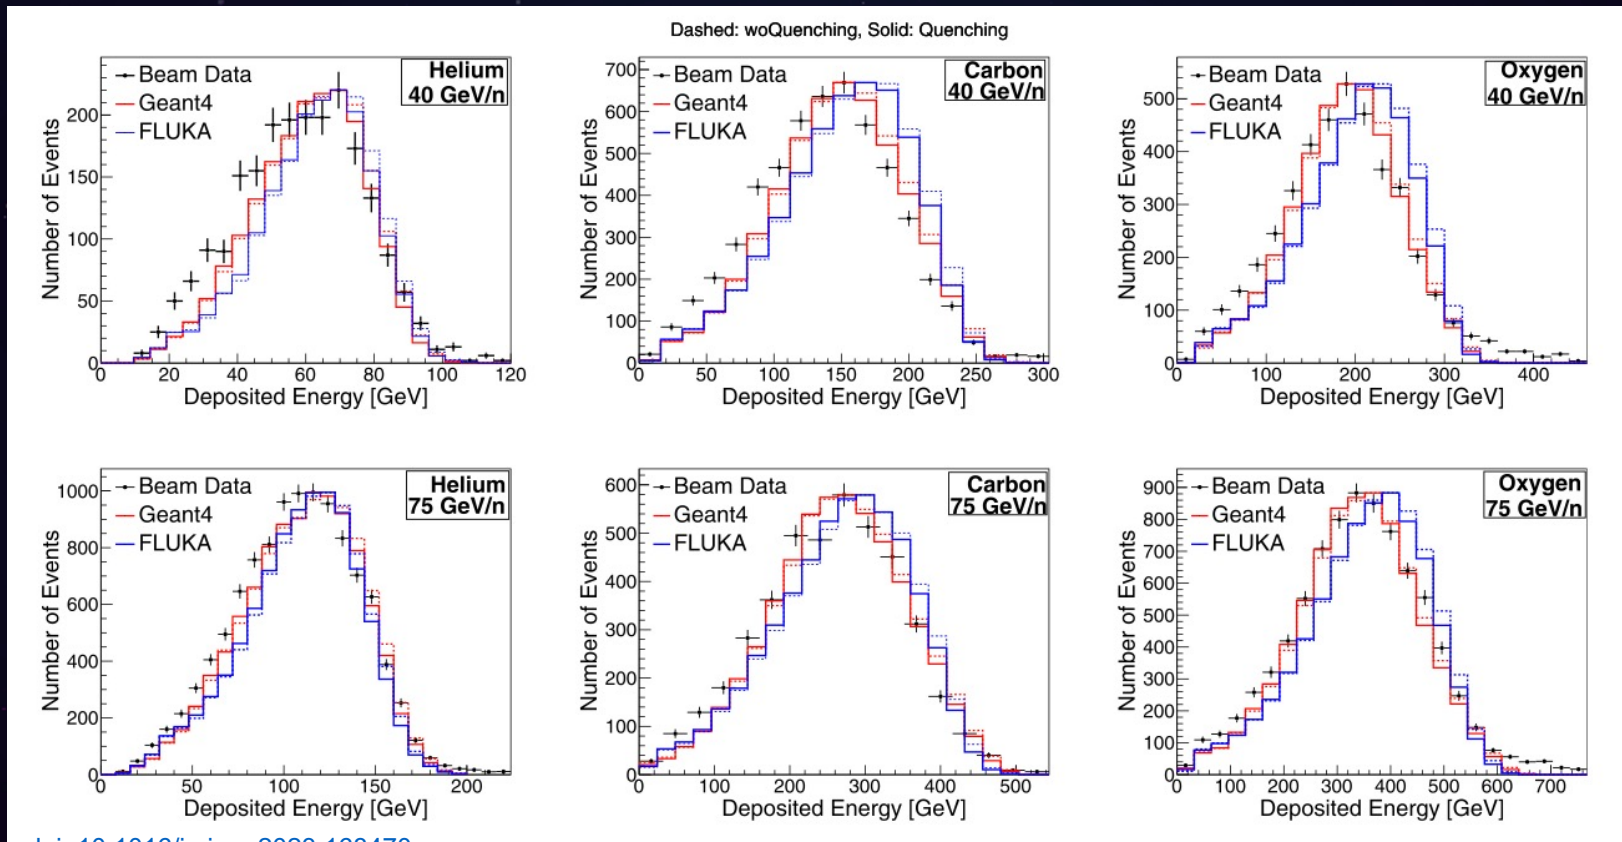 Dashed: woQuenching, Solid: Quenching
Beam Data
Geant4
FLUKA
Helium
40 GeV/n
Number of Events
200
150
100
50
0
0 20 40 60 80 100 120
Deposited Energy [GeV]
Beam Data
Geant4
FLUKA
Carbon
40 GeV/n
Number of Events
700
600
500
400
300
200
100
0
0 50 100 150 200 250 300
Deposited Energy [GeV]
Beam Data
Geant4
FLUKA
Oxygen
40 GeV/n
Number of Events
500
400
300
200
100
0
0 100 200 300 400
Deposited Energy [GeV]
Beam Data
Geant4
FLUKA
Helium
75 GeV/n
Number of Events
1000
800
600
400
200
0
0 50 100 150 200
Deposited Energy [GeV]
Beam Data
Geant4
FLUKA
Carbon
75 GeV/n
Number of Events
600
500
400
300
200
100
0
0 100 200 300 400 500
Deposited Energy [GeV]
Beam Data
Geant4
FLUKA
Oxygen
75 GeV/n
Number of Events
900
800
700
600
500
400
300
200
100
0
0 100 200 300 400 500 600 700
Deposited Energy [GeV]